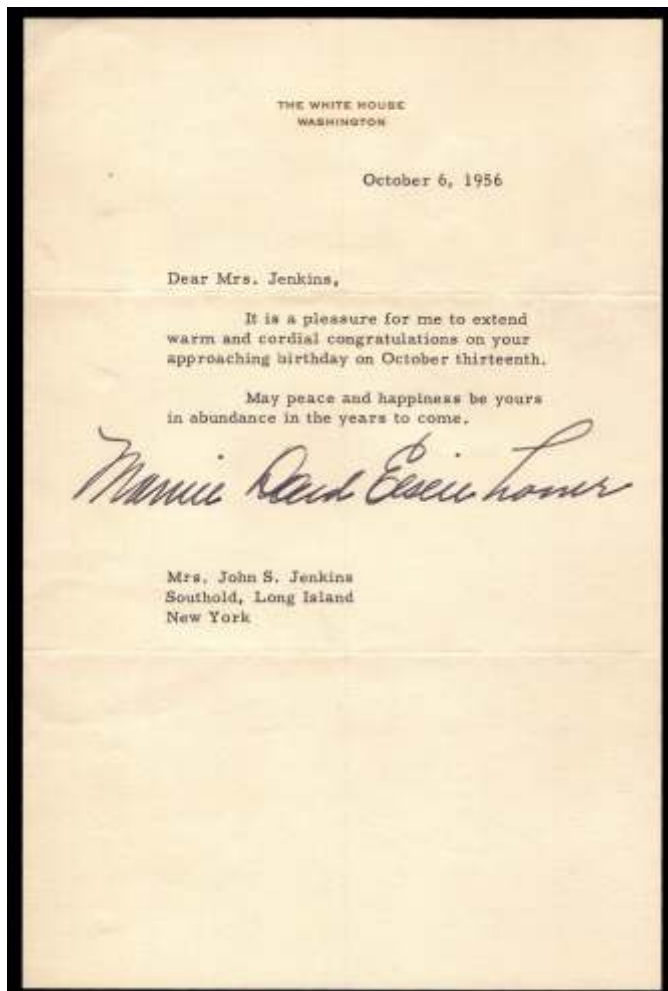 THE WHITE HOUSE
WASHINGTON
October 6, 1956
Dear Mrs. Jenkins,
It is a pleasure for me to extend
warm and cordial congratulations on your
approaching birthday on October thirteenth.
May peace and happiness be yours
in abundance in the years to come.
Mamie Doud Eisenhower
Mrs. John S. Jenkins
Southold, Long Island
New York